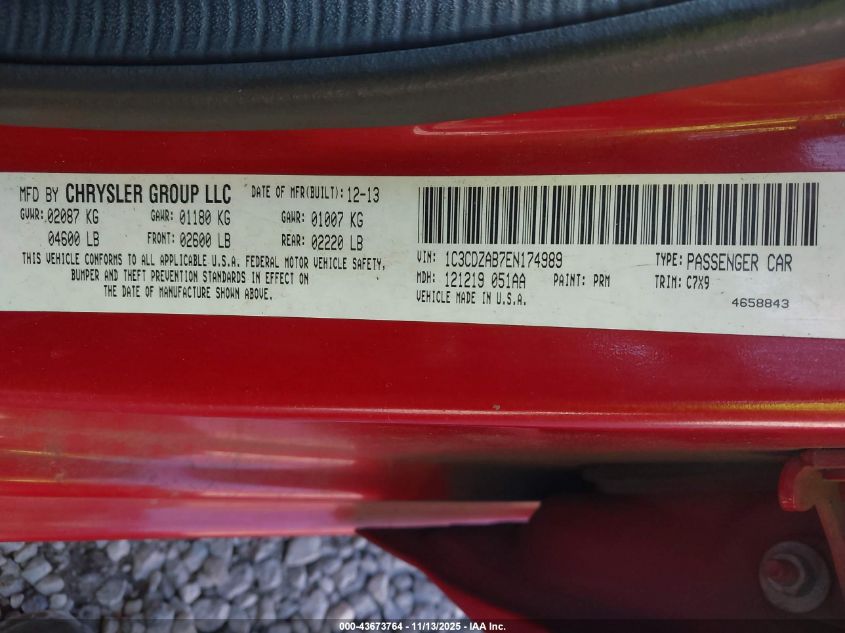 MFD BY CHRYSLER GROUP LLC DATE OF MFR(BUILT): 12-13
GVWR: 02087 KG GAWR: 01180 KG GAWR: 01007 KG
04600 LB FRONT: 02600 LB REAR: 02220 LB
THIS VEHICLE CONFORMS TO ALL APPLICABLE U.S.A. FEDERAL MOTOR VEHICLE SAFETY,
BUMPER AND THEFT PREVENTION STANDARDS IN EFFECT ON
THE DATE OF MANUFACTURE SHOWN ABOVE.
VIN: 1C3CDZAB7EN174989 TYPE: PASSENGER CAR
MDH: 121219 051AA PAINT: PRM TRIM: C7X9
VEHICLE MADE IN U.S.A. 4658843
000-43673764 - 11/13/2025 - IAA, Inc.